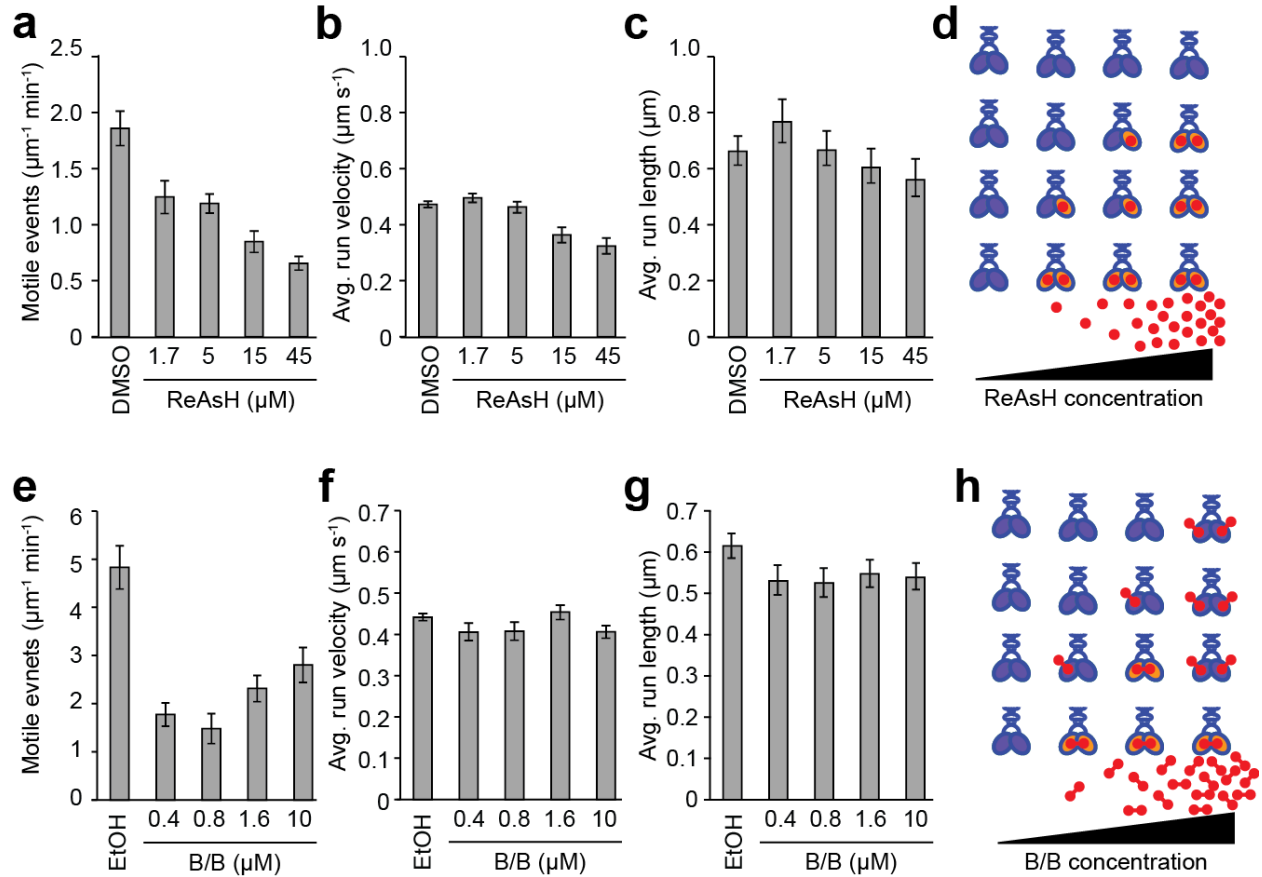 a
Motile events (µm⁻¹ min⁻¹)
2.5
2.0
1.5
1.0
0.5
0
DMSO
1.7
5
15
45
ReAsH (µM)
b
Avg. run velocity (µm s⁻¹)
1.0
0.8
0.6
0.4
0.2
0
DMSO
1.7
5
15
45
ReAsH (µM)
c
Avg. run length (µm)
1.0
0.8
0.6
0.4
0.2
0
DMSO
1.7
5
15
45
ReAsH (µM)
d
ReAsH concentration
e
Motile evnets (µm⁻¹ min⁻¹)
6
5
4
3
2
1
0
EtOH
0.4
0.8
1.6
10
B/B (µM)
f
Avg. run velocity (µm s⁻¹)
0.7
0.6
0.5
0.4
0.3
0.2
0.1
0
EtOH
0.4
0.8
1.6
10
B/B (µM)
g
Avg. run length (µm)
0.7
0.6
0.5
0.4
0.3
0.2
0.1
0
EtOH
0.4
0.8
1.6
10
B/B (µM)
h
B/B concentration